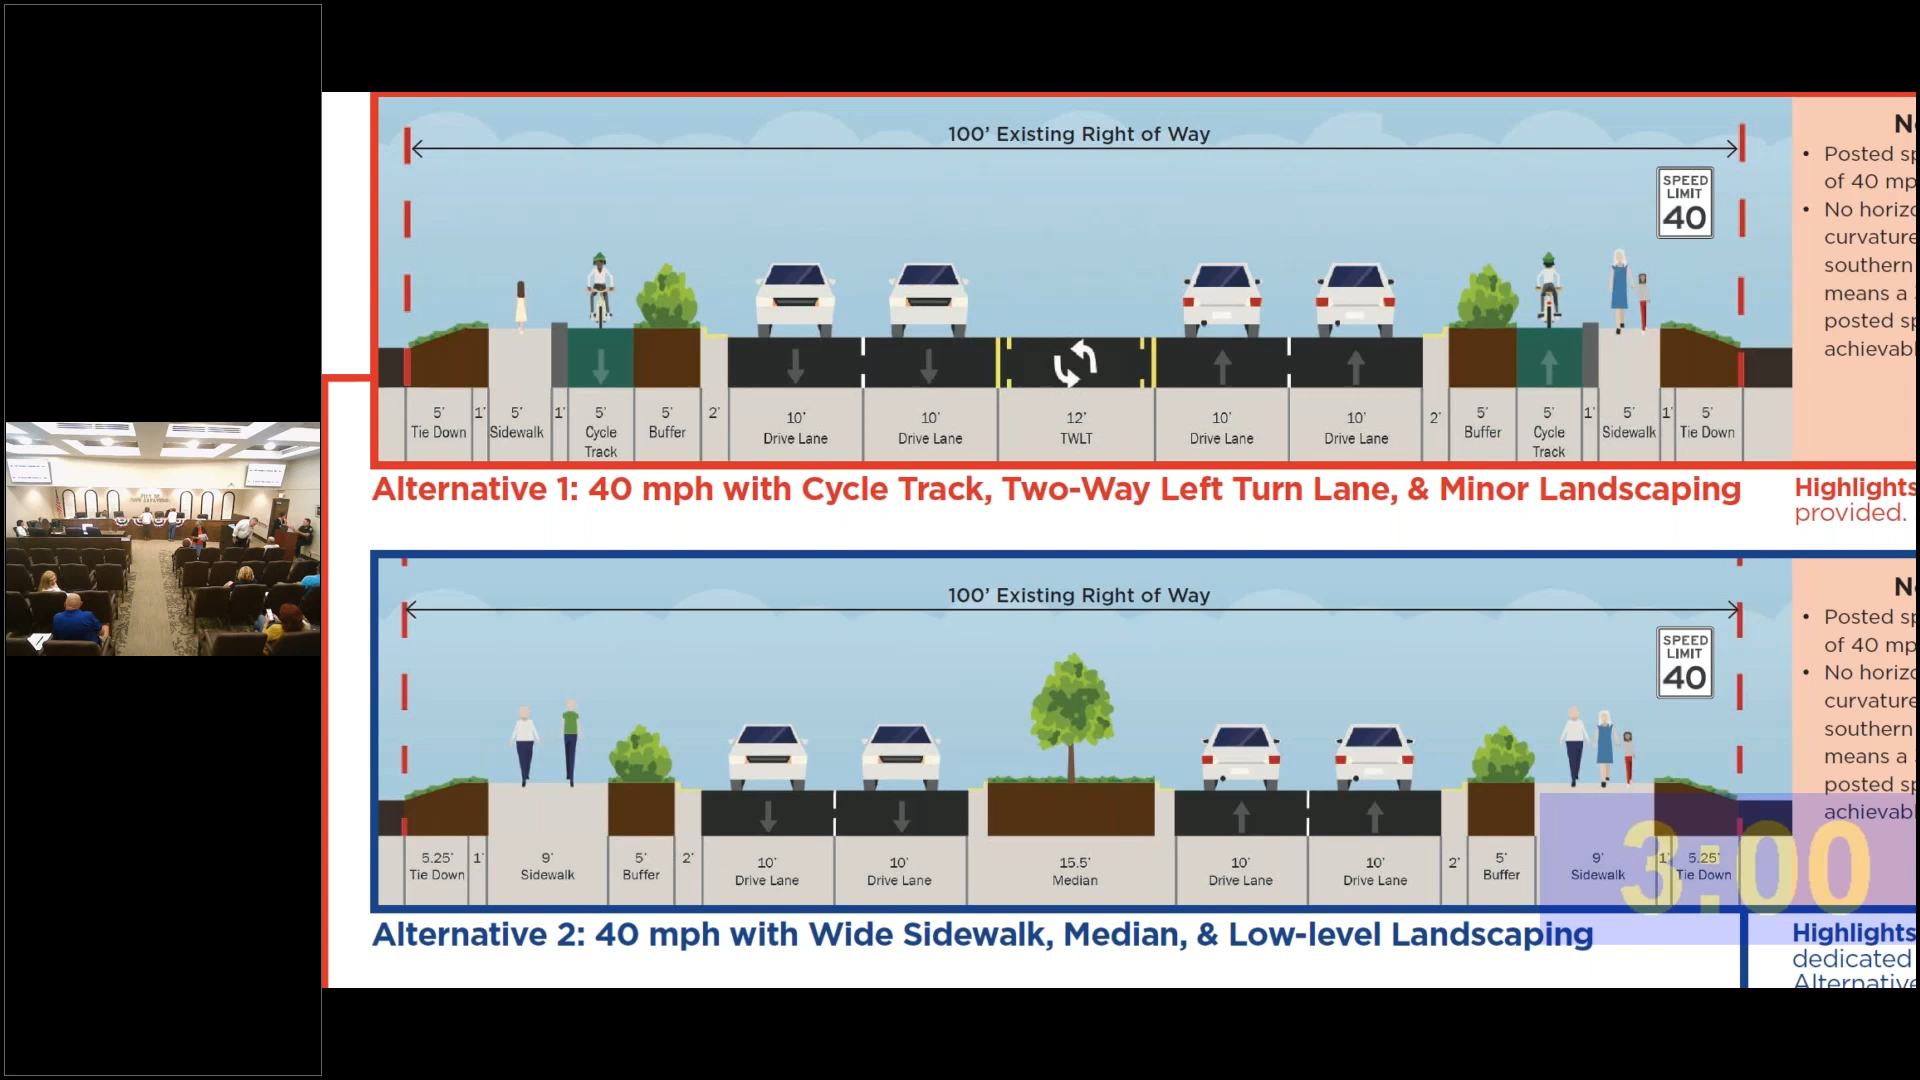 100' Existing Right of Way
SPEED
LIMIT
40
5' 1' 5' 1' 5' 5' 2' 10' 10' 12' 10' 10' 2' 5' 5' 1' 5' 1' 5'
Tie Down Sidewalk Cycle Buffer Drive Lane Drive Lane TWLT Drive Lane Drive Lane Buffer Cycle Sidewalk Tie Down
Track Track
Posted sp
of 40 mp
No horizo
curvature
southern
means a
posted sp
achievabl
Alternative 1: 40 mph with Cycle Track, Two-Way Left Turn Lane, & Minor Landscaping
Highlights
provided.
100' Existing Right of Way
SPEED
LIMIT
40
5.25' 1' 9' 5' 2' 10' 10' 15.5' 10' 10' 2' 5' 9' 1' 5.25'
Tie Down Sidewalk Buffer Drive Lane Drive Lane Median Drive Lane Drive Lane Buffer Sidewalk Tie Down
Posted sp
of 40 mp
No horizo
curvature
southern
means a
posted sp
achievabl
3:00
Alternative 2: 40 mph with Wide Sidewalk, Median, & Low-level Landscaping
Highlights
dedicated
Alternative